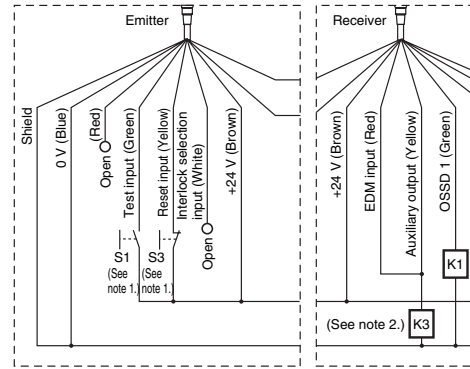 Emitter
Receiver
Shield
0 V (Blue)
(Red)
Open
Test input (Green)
Reset input (Yellow)
Interlock selection
input (White)
Open
+24 V (Brown)
S1
(See
note 1.)
S3
(See
note 1.)
+24 V (Brown)
EDM input (Red)
Auxiliary output (Yellow)
OSSD 1 (Green)
K1
(See note 2.)
K3